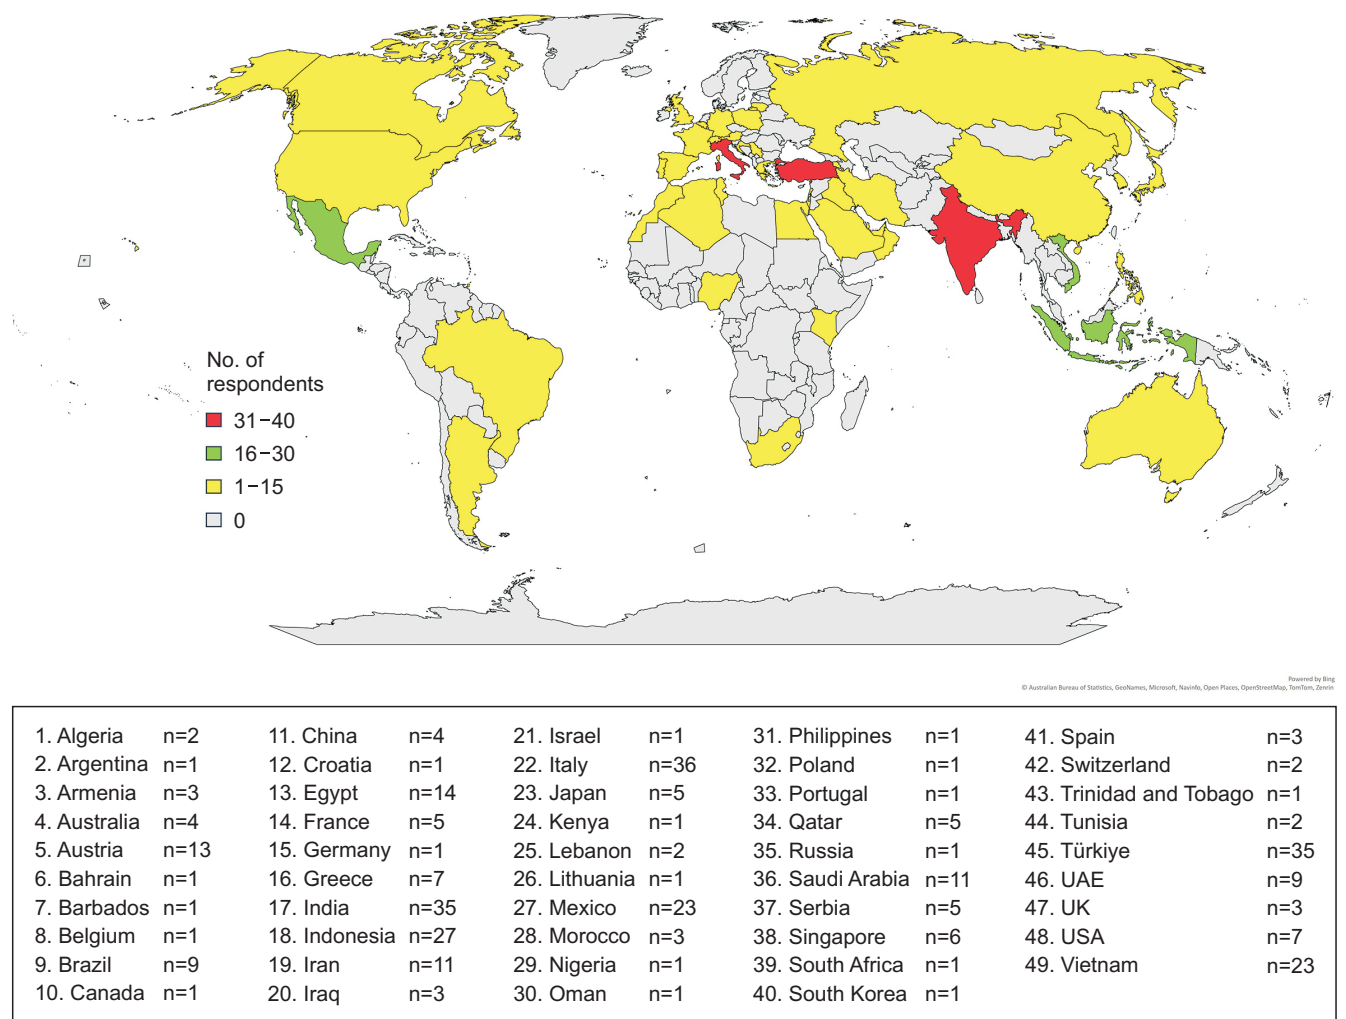 No. of
respondents
31–40
16–30
1–15
0
Powered by Bing
© Australian Bureau of Statistics, GeoNames, Microsoft, Navinfo, Open Places, OpenStreetMap, TomTom, Zenrin
1. Algeria n=2
2. Argentina n=1
3. Armenia n=3
4. Australia n=4
5. Austria n=13
6. Bahrain n=1
7. Barbados n=1
8. Belgium n=1
9. Brazil n=9
10. Canada n=1
11. China n=4
12. Croatia n=1
13. Egypt n=14
14. France n=5
15. Germany n=1
16. Greece n=7
17. India n=35
18. Indonesia n=27
19. Iran n=11
20. Iraq n=3
21. Israel n=1
22. Italy n=36
23. Japan n=5
24. Kenya n=1
25. Lebanon n=2
26. Lithuania n=1
27. Mexico n=23
28. Morocco n=3
29. Nigeria n=1
30. Oman n=1
31. Philippines n=1
32. Poland n=1
33. Portugal n=1
34. Qatar n=5
35. Russia n=1
36. Saudi Arabia n=11
37. Serbia n=5
38. Singapore n=6
39. South Africa n=1
40. South Korea n=1
41. Spain n=3
42. Switzerland n=2
43. Trinidad and Tobago n=1
44. Tunisia n=2
45. Türkiye n=35
46. UAE n=9
47. UK n=3
48. USA n=7
49. Vietnam n=23